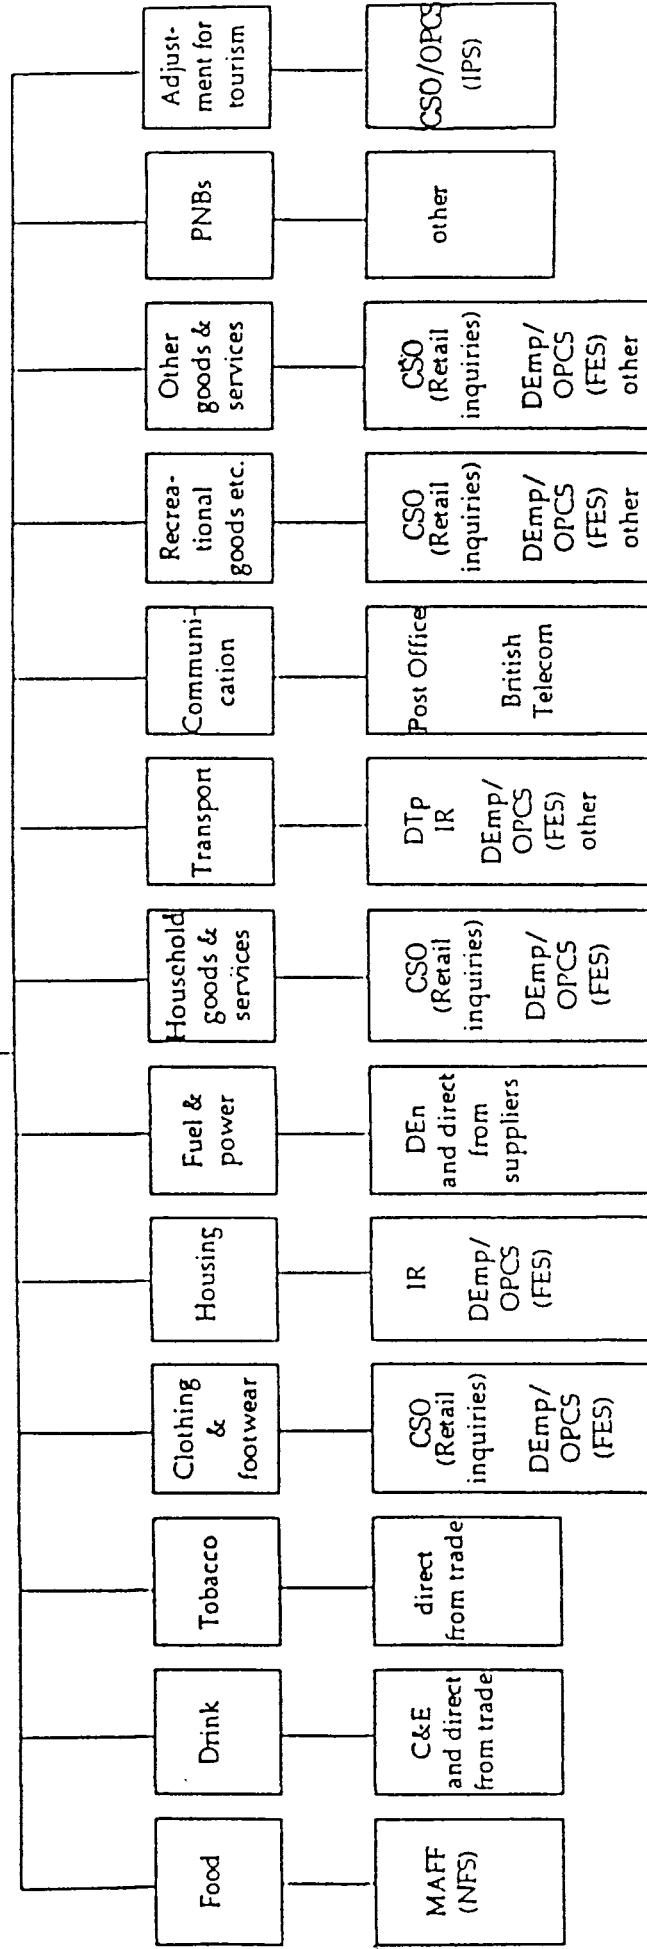 Food
Drink
Tobacco
Clothing
&
footwear
Housing
Fuel &
power
Household
goods &
services
Transport
Communi-
cation
Recrea-
tional
goods etc.
Other
goods &
services
PNBs
Adjust-
ment for
tourism
MAFF
(NFS)
C&E
and direct
from trade
direct
from trade
CSO
(Retail
inquiries)
DEmp/
OPCS
(FES)
IR
DEmp/
OPCS
(FES)
DEn
and direct
from
suppliers
CSO
(Retail
inquiries)
DEmp/
OPCS
(FES)
DTp
IR
DEmp/
OPCS
(FES)
other
Post Office
British
Telecom
CSO
(Retail
inquiries)
DEmp/
OPCS
(FES)
other
CSO
(Retail
inquiries)
DEmp/
OPCS
(FES)
other
other
CSO/OPCS
(IPS)